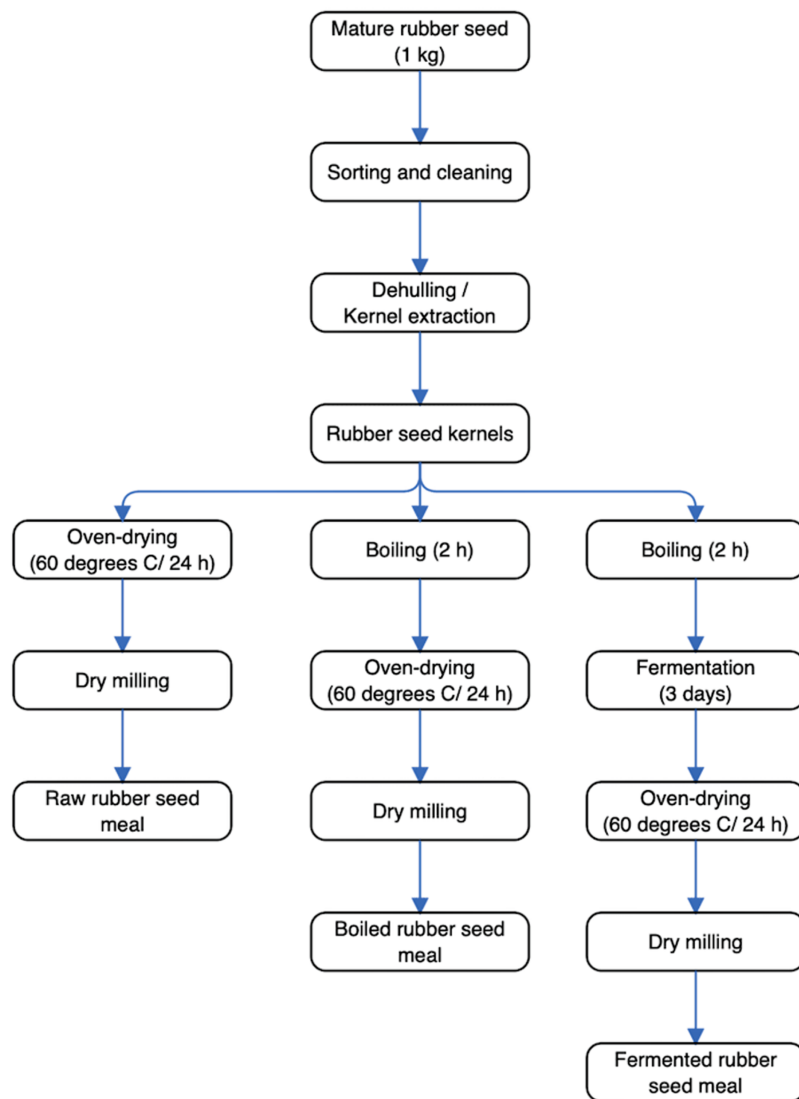 Mature rubber seed
(1 kg)
Sorting and cleaning
Dehulling /
Kernel extraction
Rubber seed kernels
Oven-drying
(60 degrees C/ 24 h)
Dry milling
Raw rubber seed
meal
Boiling (2 h)
Oven-drying
(60 degrees C/ 24 h)
Dry milling
Boiled rubber seed
meal
Boiling (2 h)
Fermentation
(3 days)
Oven-drying
(60 degrees C/ 24 h)
Dry milling
Fermented rubber
seed meal